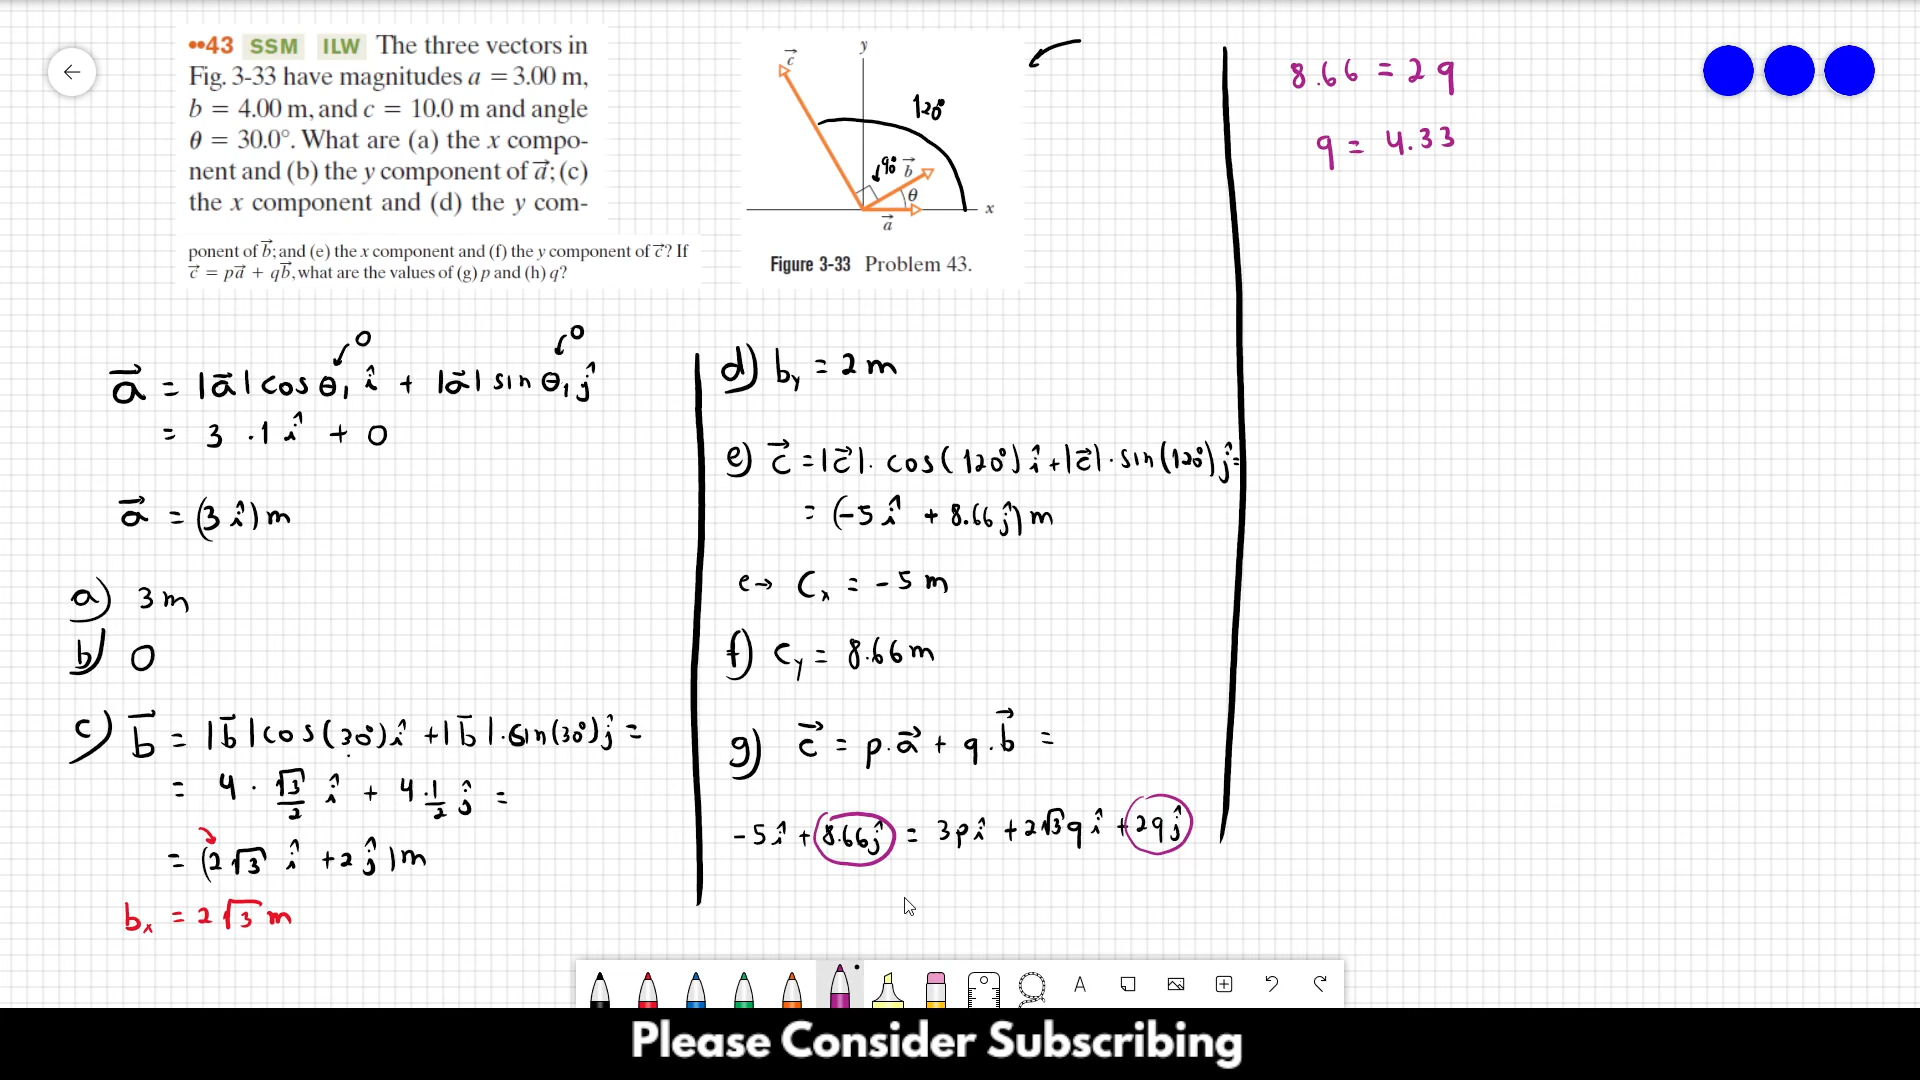 ••43 SSM ILW The three vectors in
Fig. 3-33 have magnitudes a = 3.00 m,
b = 4.00 m, and c = 10.0 m and angle
θ = 30.0°. What are (a) the x compo-
nent and (b) the y component of a⃗; (c)
the x component and (d) the y com-
ponent of b⃗; and (e) the x component and (f) the y component of c⃗? If
c⃗ = pa⃗ + qb⃗, what are the values of (g) p and (h) q?
y
c⃗
120°
90°
b⃗
θ
x
a⃗
Figure 3-33 Problem 43.
0
0
a⃗ = |a⃗| cos θ₁ î + |a⃗| sin θ₁ ĵ
= 3 · 1 î + 0
a⃗ = (3 î) m
a) 3 m
b) 0
c) b⃗ = |b⃗| cos(30°) î + |b⃗| · sin(30°) ĵ =
= 4 · √3/2 î + 4 · 1/2 ĵ =
= (2√3 î + 2 ĵ) m
bₓ = 2√3 m
d) b_y = 2 m
e) c⃗ = |c⃗| · cos(120°) î + |c⃗| · sin(120°) ĵ =
= (-5 î + 8.66 ĵ) m
e → Cₓ = -5 m
f) C_y = 8.66 m
g) c⃗ = p · a⃗ + q · b⃗ =
-5 î + 8.66 ĵ = 3p î + 2√3 q î + 2q ĵ
8.66 = 2q
q = 4.33
A
Please Consider Subscribing